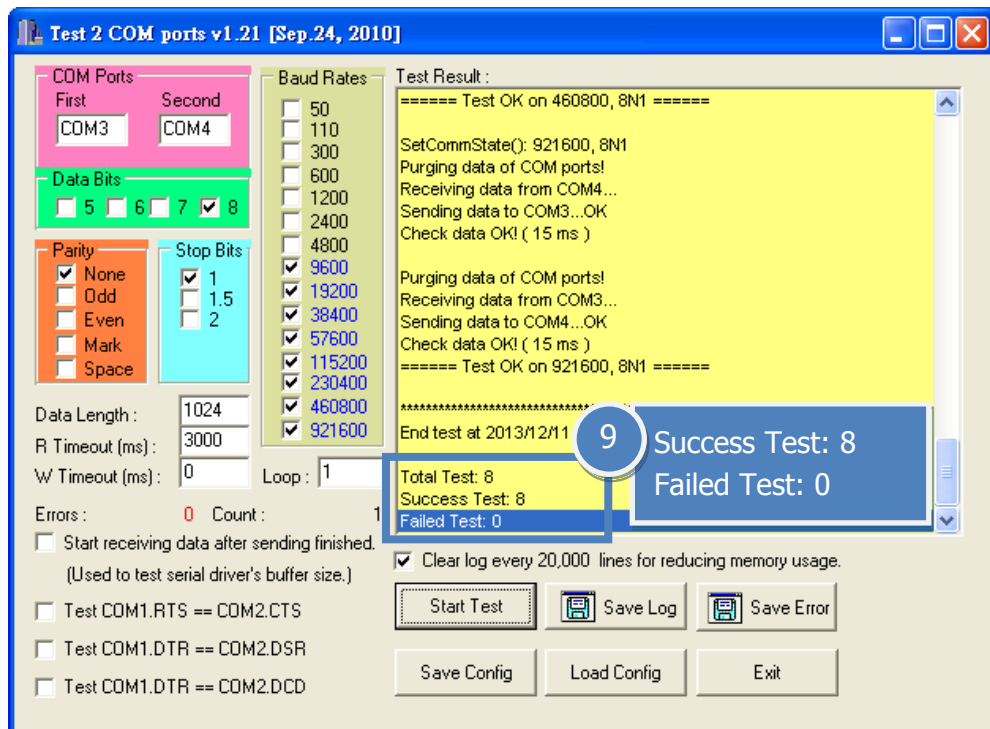 Test 2 COM ports v1.21 [Sep.24, 2010]
COM Ports
First Second
COM3 COM4
Data Bits
5 6 7 8
Parity
None
Odd
Even
Mark
Space
Stop Bits
1
1.5
2
Baud Rates
50
110
300
600
1200
2400
4800
9600
19200
38400
57600
115200
230400
460800
921600
Data Length : 1024
R Timeout (ms) : 3000
W Timeout (ms) : 0
Loop : 1
Errors : 0 Count : 1
Start receiving data after sending finished.
(Used to test serial driver's buffer size.)
Test COM1.RTS == COM2.CTS
Test COM1.DTR == COM2.DSR
Test COM1.DTR == COM2.DCD
Test Result :
====== Test OK on 460800, 8N1 ======
SetCommState(): 921600, 8N1
Purging data of COM ports!
Receiving data from COM4...
Sending data to COM3...OK
Check data OK! ( 15 ms )
Purging data of COM ports!
Receiving data from COM3...
Sending data to COM4...OK
Check data OK! ( 15 ms )
====== Test OK on 921600, 8N1 ======
End test at 2013/12/11
Total Test: 8
Success Test: 8
Failed Test: 0
9
Success Test: 8
Failed Test: 0
Clear log every 20,000 lines for reducing memory usage.
Start Test Save Log Save Error
Save Config Load Config Exit